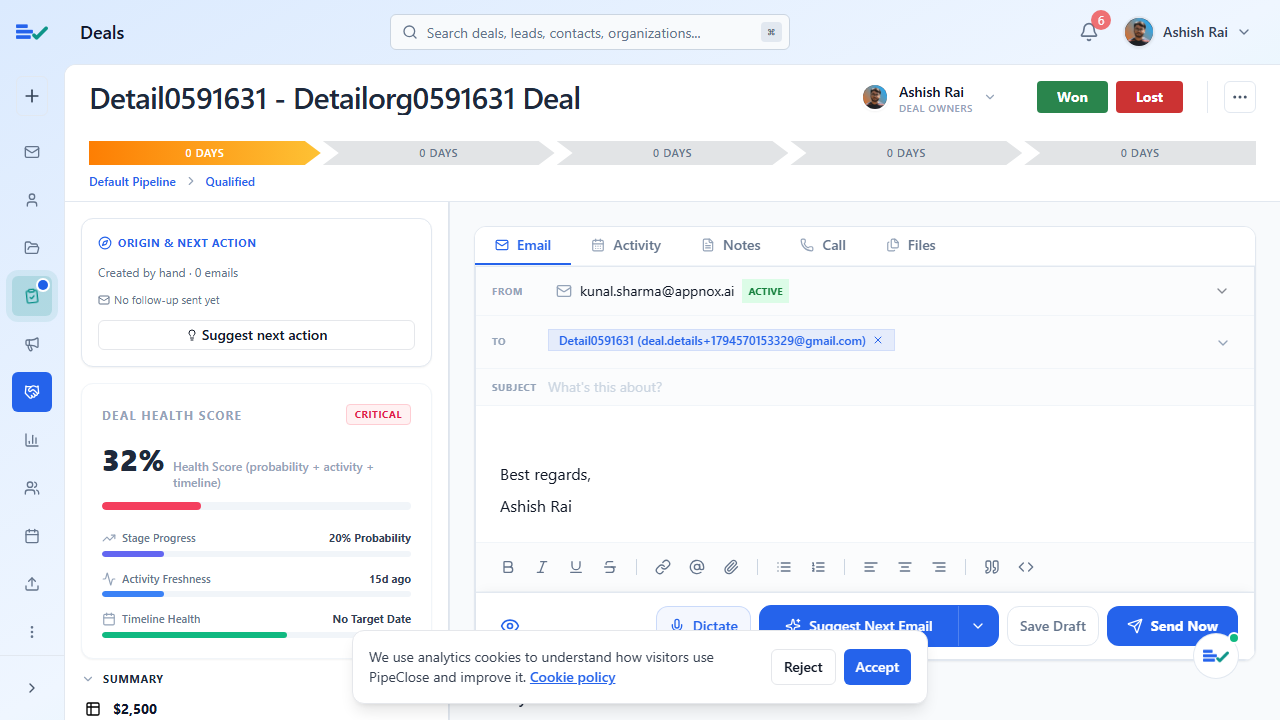 Deals
Search deals, leads, contacts, organizations...
⌘
6
Ashish Rai
Detail0591631 - Detailorg0591631 Deal
Ashish Rai
DEAL OWNERS
Won
Lost
0 DAYS
0 DAYS
0 DAYS
0 DAYS
0 DAYS
Default Pipeline
Qualified
ORIGIN & NEXT ACTION
Created by hand · 0 emails
No follow-up sent yet
Suggest next action
DEAL HEALTH SCORE
CRITICAL
32%
Health Score (probability + activity +
timeline)
Stage Progress
20% Probability
Activity Freshness
15d ago
Timeline Health
No Target Date
SUMMARY
$2,500
Email
Activity
Notes
Call
Files
FROM
kunal.sharma@appnox.ai
ACTIVE
TO
Detail0591631 (deal.details+1794570153329@gmail.com)
SUBJECT
What's this about?
Best regards,
Ashish Rai
Dictate
Suggest Next Email
Save Draft
Send Now
We use analytics cookies to understand how visitors use
PipeClose and improve it. Cookie policy
Reject
Accept